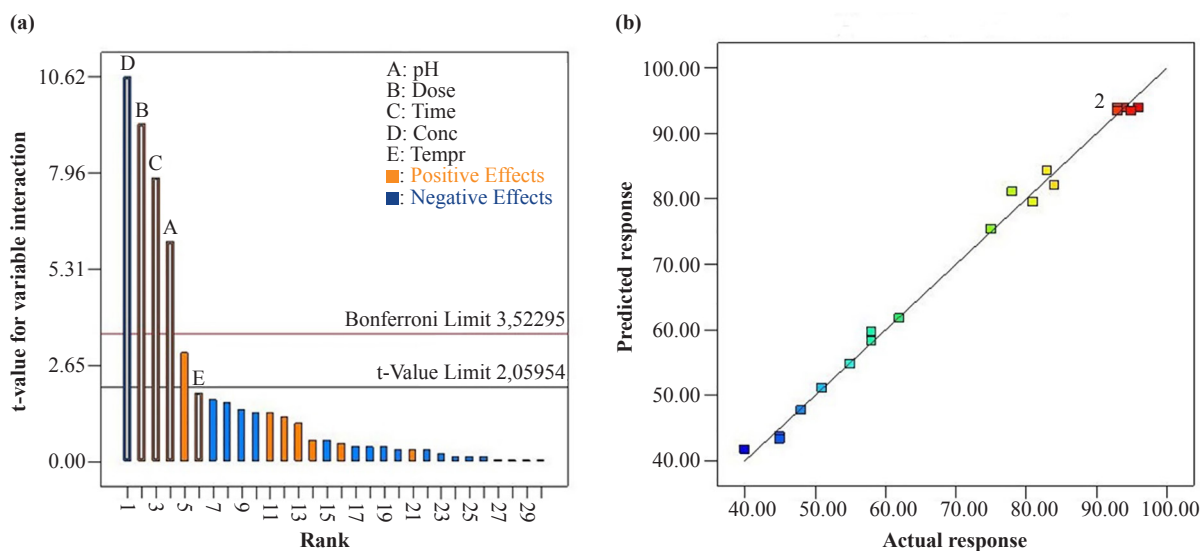 (a)
t-value for variable interaction
10.62
7.96
5.31
2.65
0.00
D
B
C
A
E
A: pH
B: Dose
C: Time
D: Conc
E: Tempr
: Positive Effects
: Negative Effects
Bonferroni Limit 3,52295
t-Value Limit 2,05954
1
3
5
7
9
11
13
15
17
19
21
23
25
27
29
Rank
(b)
Predicted response
100.00
90.00
80.00
70.00
60.00
50.00
40.00
2
40.00 50.00 60.00 70.00 80.00 90.00 100.00
Actual response